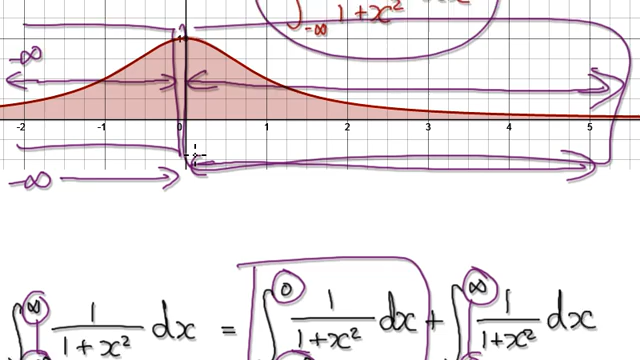 ∫_{-∞} 1+x²
1
-∞
-2 -1 0 1 2 3 4 5
-∞
∫^∞ 1/(1+x²) dx = ∫^0 1/(1+x²) dx + ∫^∞ 1/(1+x²) dx